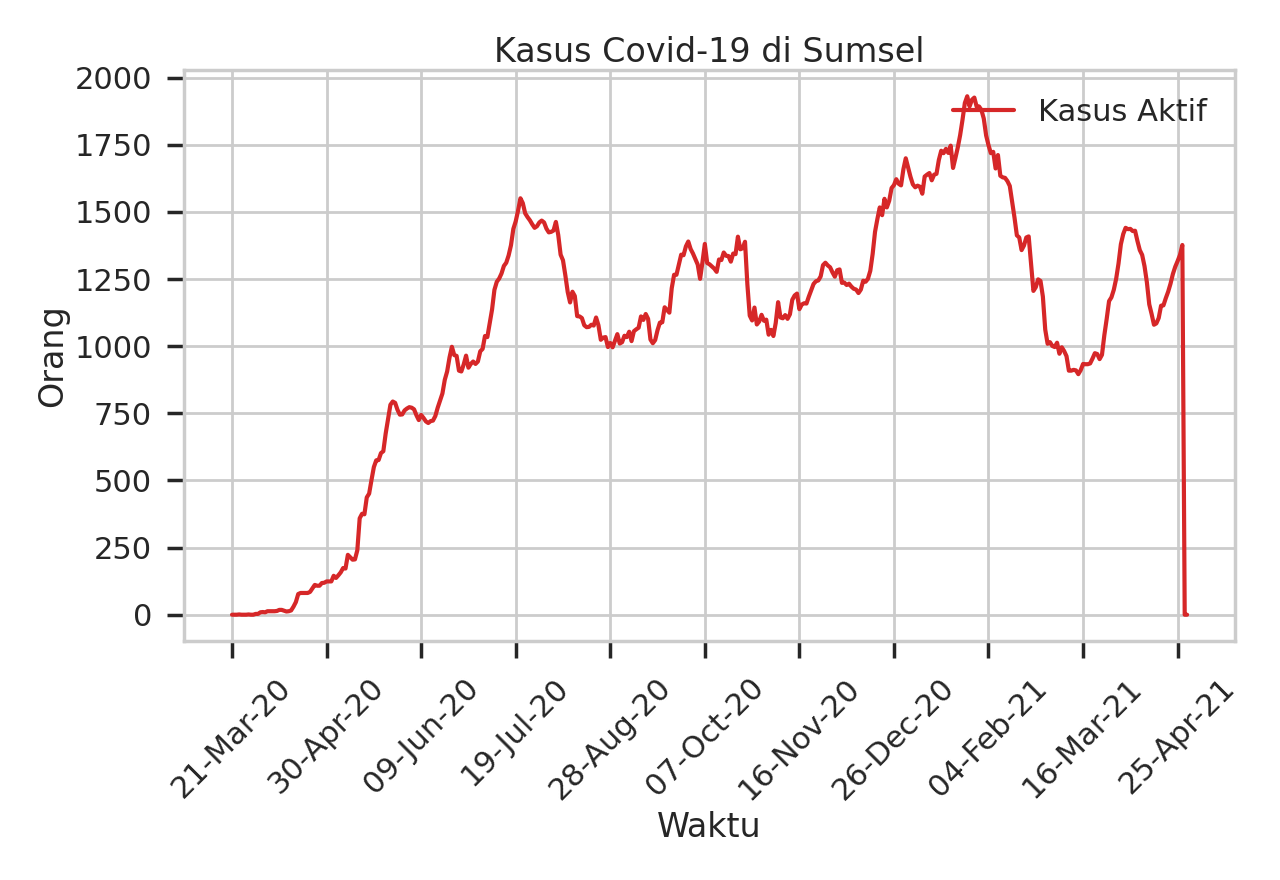 Kasus Covid-19 di Sumsel
Kasus Aktif
Orang
2000
1750
1500
1250
1000
750
500
250
0
21-Mar-20
30-Apr-20
09-Jun-20
19-Jul-20
28-Aug-20
07-Oct-20
16-Nov-20
26-Dec-20
04-Feb-21
16-Mar-21
25-Apr-21
Waktu